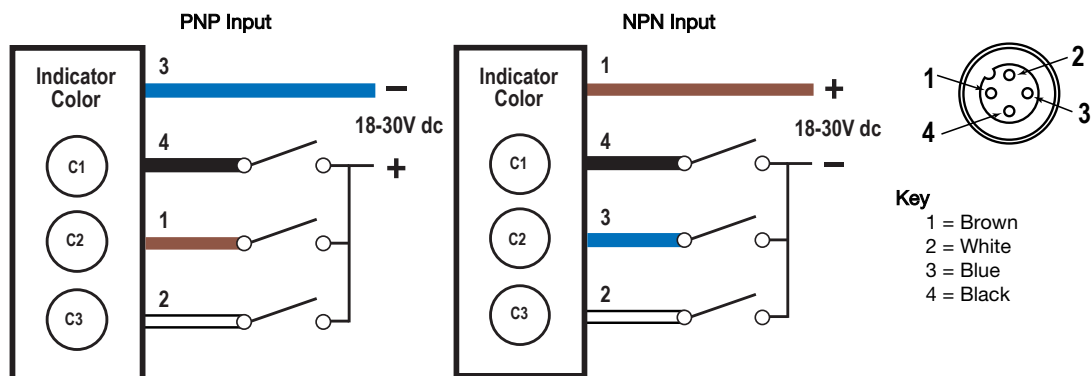 PNP Input
Indicator
Color
C1
C2
C3
3
4
1
2
−
18-30V dc
+
NPN Input
Indicator
Color
C1
C2
C3
1
4
3
2
+
18-30V dc
−
1
2
3
4
Key
1 = Brown
2 = White
3 = Blue
4 = Black